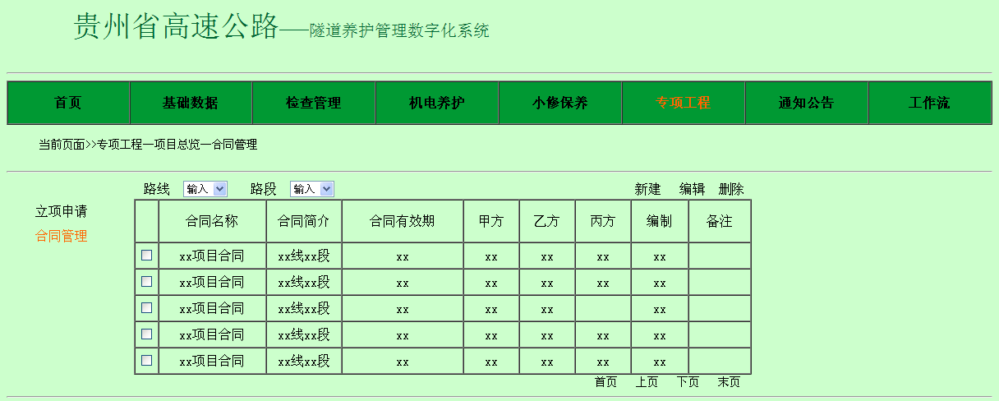 贵州省高速公路——隧道养护管理数字化系统
首页 基础数据 检查管理 机电养护 小修保养 专项工程 通知公告 工作流
当前页面>>专项工程—项目总览—合同管理
路线 输入 路段 输入 新建 编辑 删除
立项申请
合同管理
合同名称 合同简介 合同有效期 甲方 乙方 丙方 编制 备注
xx项目合同 xx线xx段 xx xx xx xx xx
xx项目合同 xx线xx段 xx xx xx xx xx
xx项目合同 xx线xx段 xx xx xx xx
xx项目合同 xx线xx段 xx xx xx xx xx
xx项目合同 xx线xx段 xx xx xx xx xx
首页 上页 下页 末页